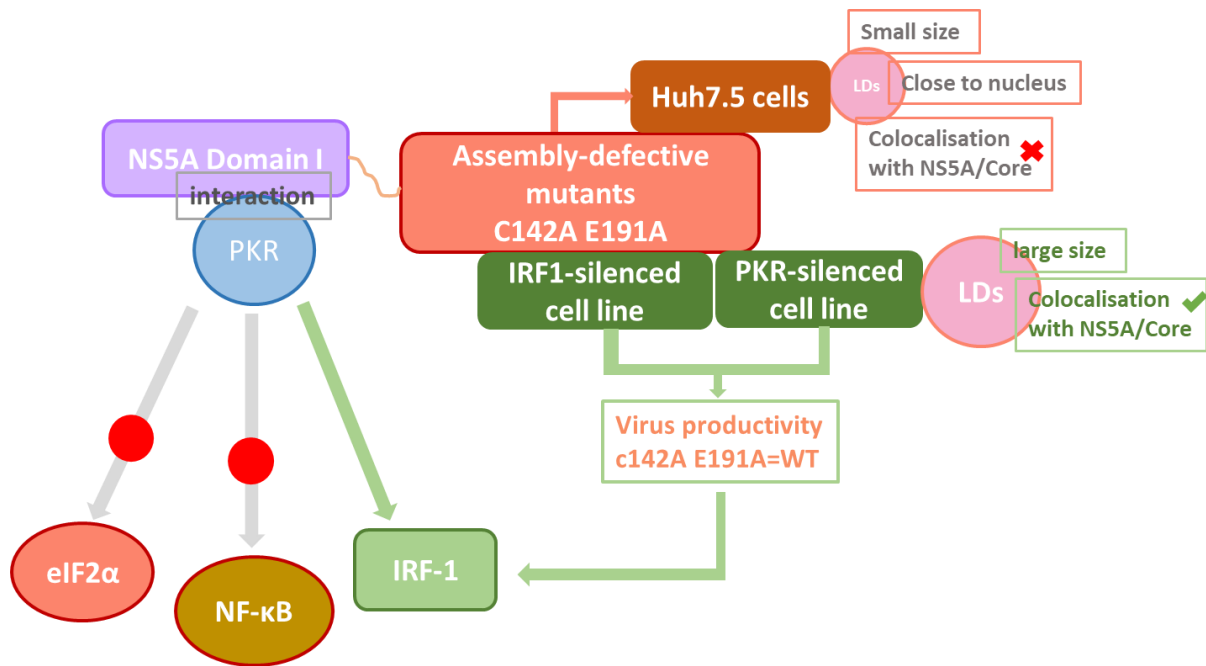 Small size
Huh7.5 cells
LDs
Close to nucleus
Colocalisation
with NS5A/Core
NS5A Domain I
interaction
PKR
Assembly-defective
mutants
C142A E191A
IRF1-silenced
cell line
PKR-silenced
cell line
LDs
large size
Colocalisation
with NS5A/Core
Virus productivity
c142A E191A=WT
eIF2α
NF-κB
IRF-1